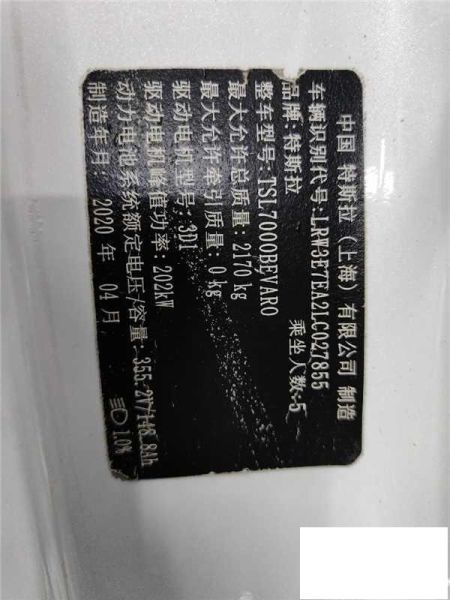 中国 特斯拉（上海）有限公司 制造
车辆识别代号:LRW3E7EA2LC027855
品牌:特斯拉 乘坐人数:5
整车型号:TSL7000BEVAR0
最大允许总质量:2170 kg
最大允许牵引质量:0 kg
驱动电机型号:3D1
驱动电机峰值功率:202kW
动力电池系统额定电压/容量:355.2V/148.8Ah
制造年月:2020 年 04月 1.0%